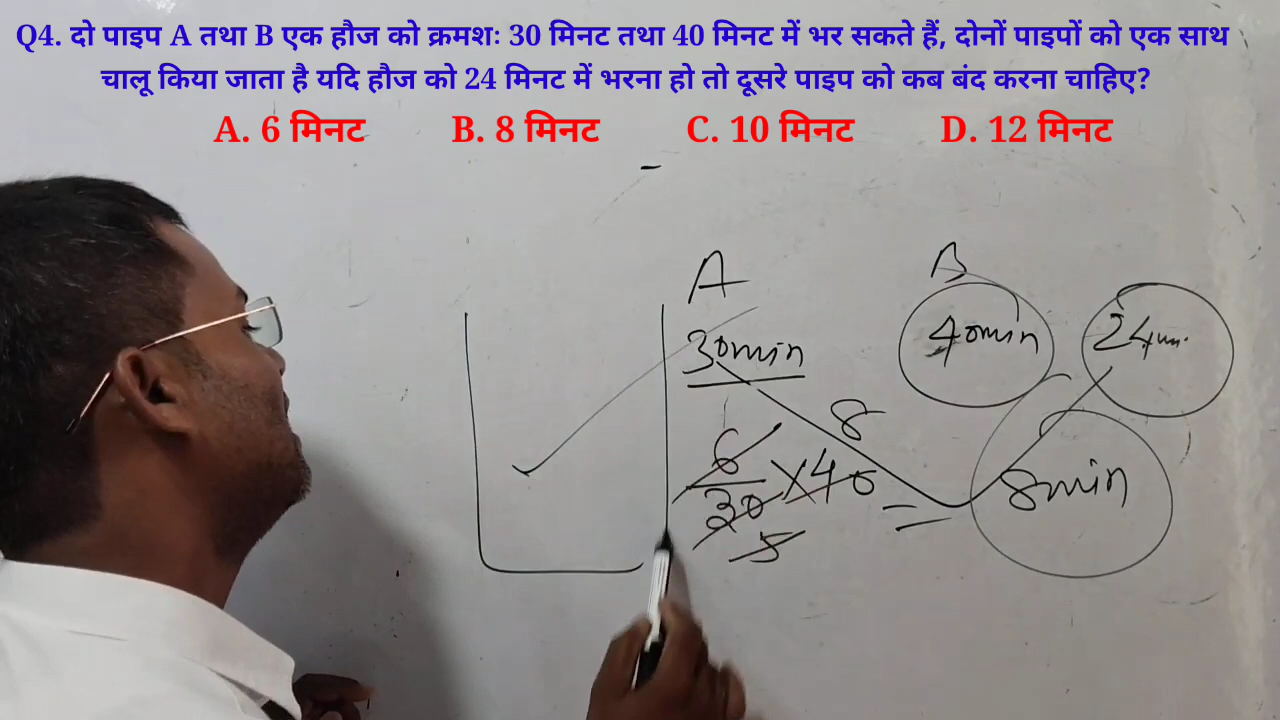 Q4. दो पाइप A तथा B एक हौज को क्रमशः 30 मिनट तथा 40 मिनट में भर सकते हैं, दोनों पाइपों को एक साथ
चालू किया जाता है यदि हौज को 24 मिनट में भरना हो तो दूसरे पाइप को कब बंद करना चाहिए?
A. 6 मिनट B. 8 मिनट C. 10 मिनट D. 12 मिनट
A B
30min 40min 24min
8
6/30 × 40 = 8min
5